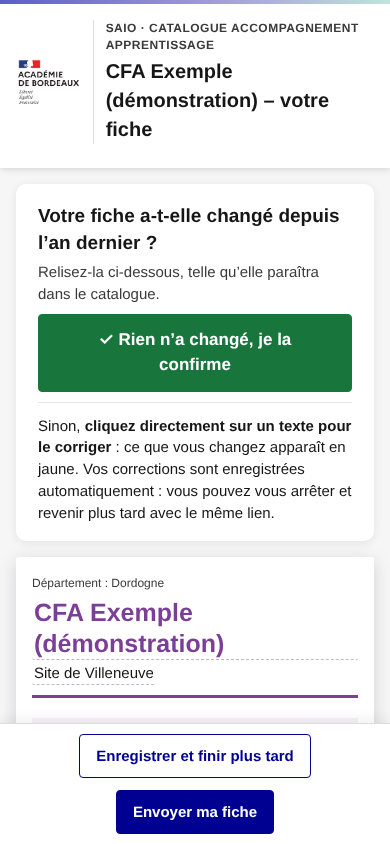 SAIO · CATALOGUE ACCOMPAGNEMENT
APPRENTISSAGE
ACADÉMIE
DE BORDEAUX
Liberté
Égalité
Fraternité
CFA Exemple
(démonstration) – votre
fiche
Votre fiche a-t-elle changé depuis
l’an dernier ?
Relisez-la ci-dessous, telle qu’elle paraîtra
dans le catalogue.
✓ Rien n’a changé, je la
confirme
Sinon, cliquez directement sur un texte pour
le corriger : ce que vous changez apparaît en
jaune. Vos corrections sont enregistrées
automatiquement : vous pouvez vous arrêter et
revenir plus tard avec le même lien.
Département : Dordogne
CFA Exemple
(démonstration)
Site de Villeneuve
Enregistrer et finir plus tard
Envoyer ma fiche